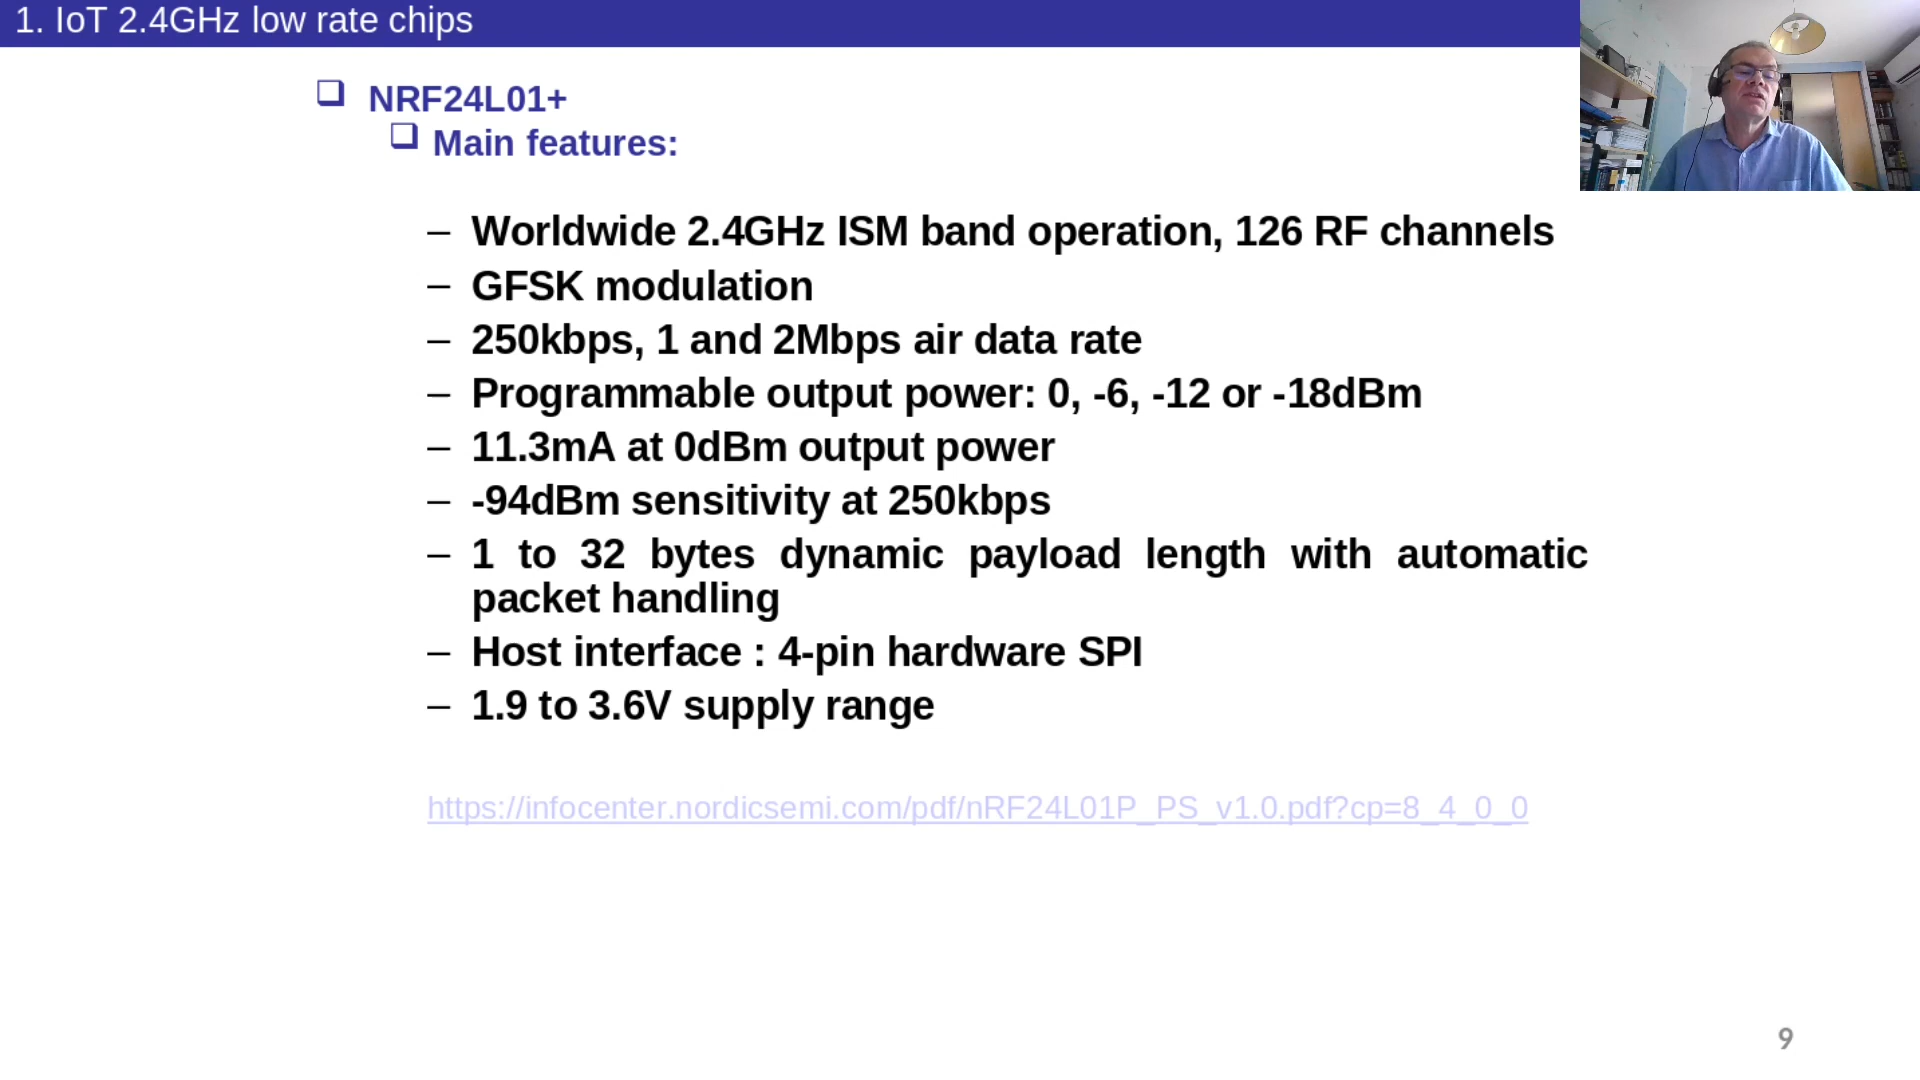 1. IoT 2.4GHz low rate chips
NRF24L01+
Main features:
– Worldwide 2.4GHz ISM band operation, 126 RF channels
– GFSK modulation
– 250kbps, 1 and 2Mbps air data rate
– Programmable output power: 0, -6, -12 or -18dBm
– 11.3mA at 0dBm output power
– -94dBm sensitivity at 250kbps
– 1 to 32 bytes dynamic payload length with automatic
packet handling
– Host interface : 4-pin hardware SPI
– 1.9 to 3.6V supply range
https://infocenter.nordicsemi.com/pdf/nRF24L01P_PS_v1.0.pdf?cp=8_4_0_0
9